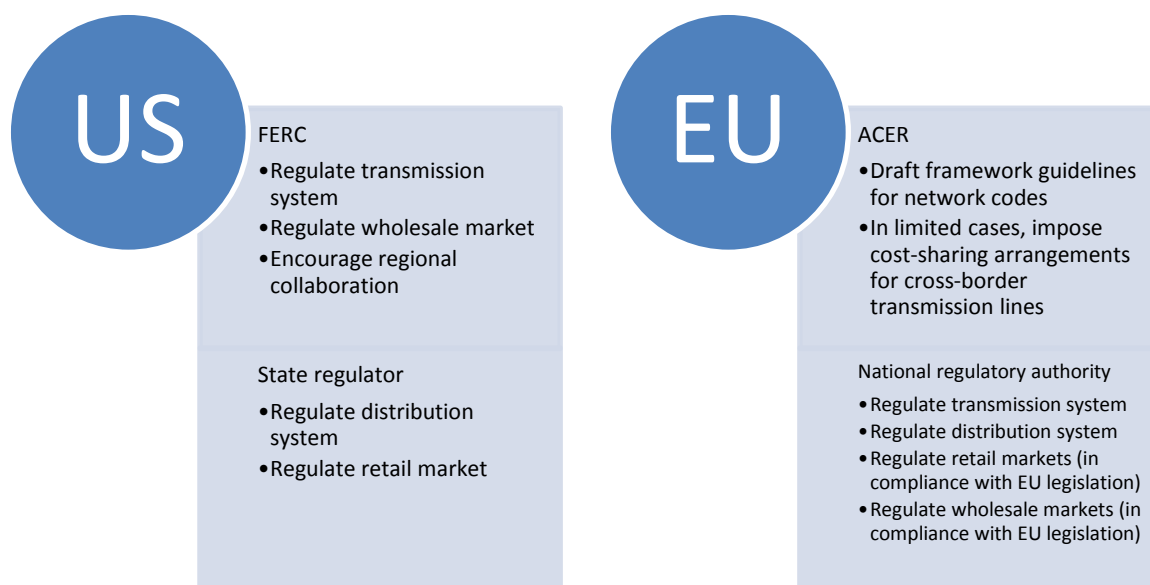 US
FERC
•Regulate transmission
system
•Regulate wholesale market
•Encourage regional
collaboration
State regulator
•Regulate distribution
system
•Regulate retail market
EU
ACER
•Draft framework guidelines
for network codes
•In limited cases, impose
cost-sharing arrangements
for cross-border
transmission lines
National regulatory authority
•Regulate transmission system
•Regulate distribution system
•Regulate retail markets (in
compliance with EU legislation)
•Regulate wholesale markets (in
compliance with EU legislation)